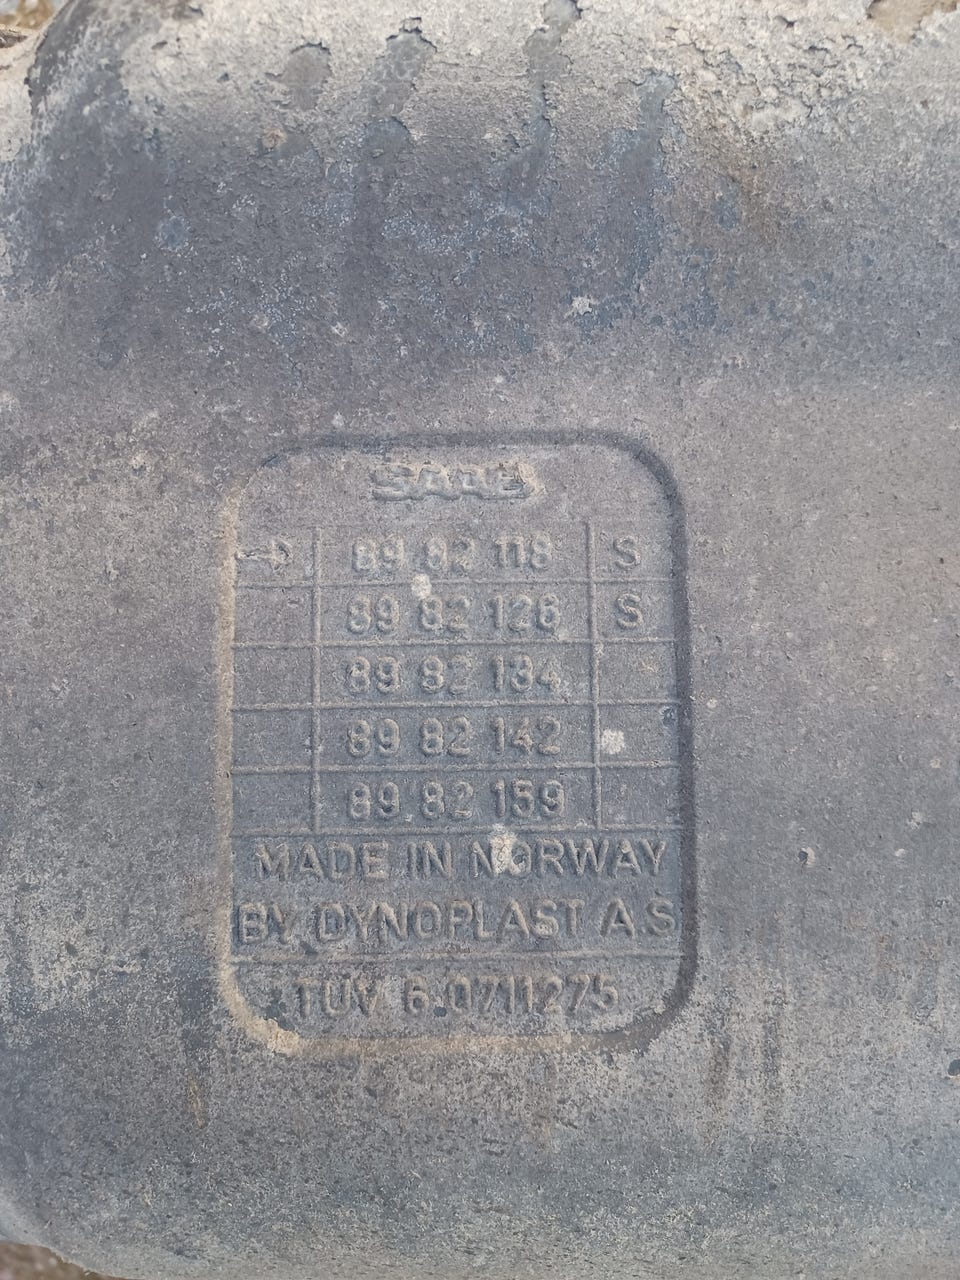 SAAB
→ 89 82 118 S
89 82 126 S
89 82 134
89 82 142
89 82 159
MADE IN NORWAY
BY DYNOPLAST A.S
TUV 6-0711275